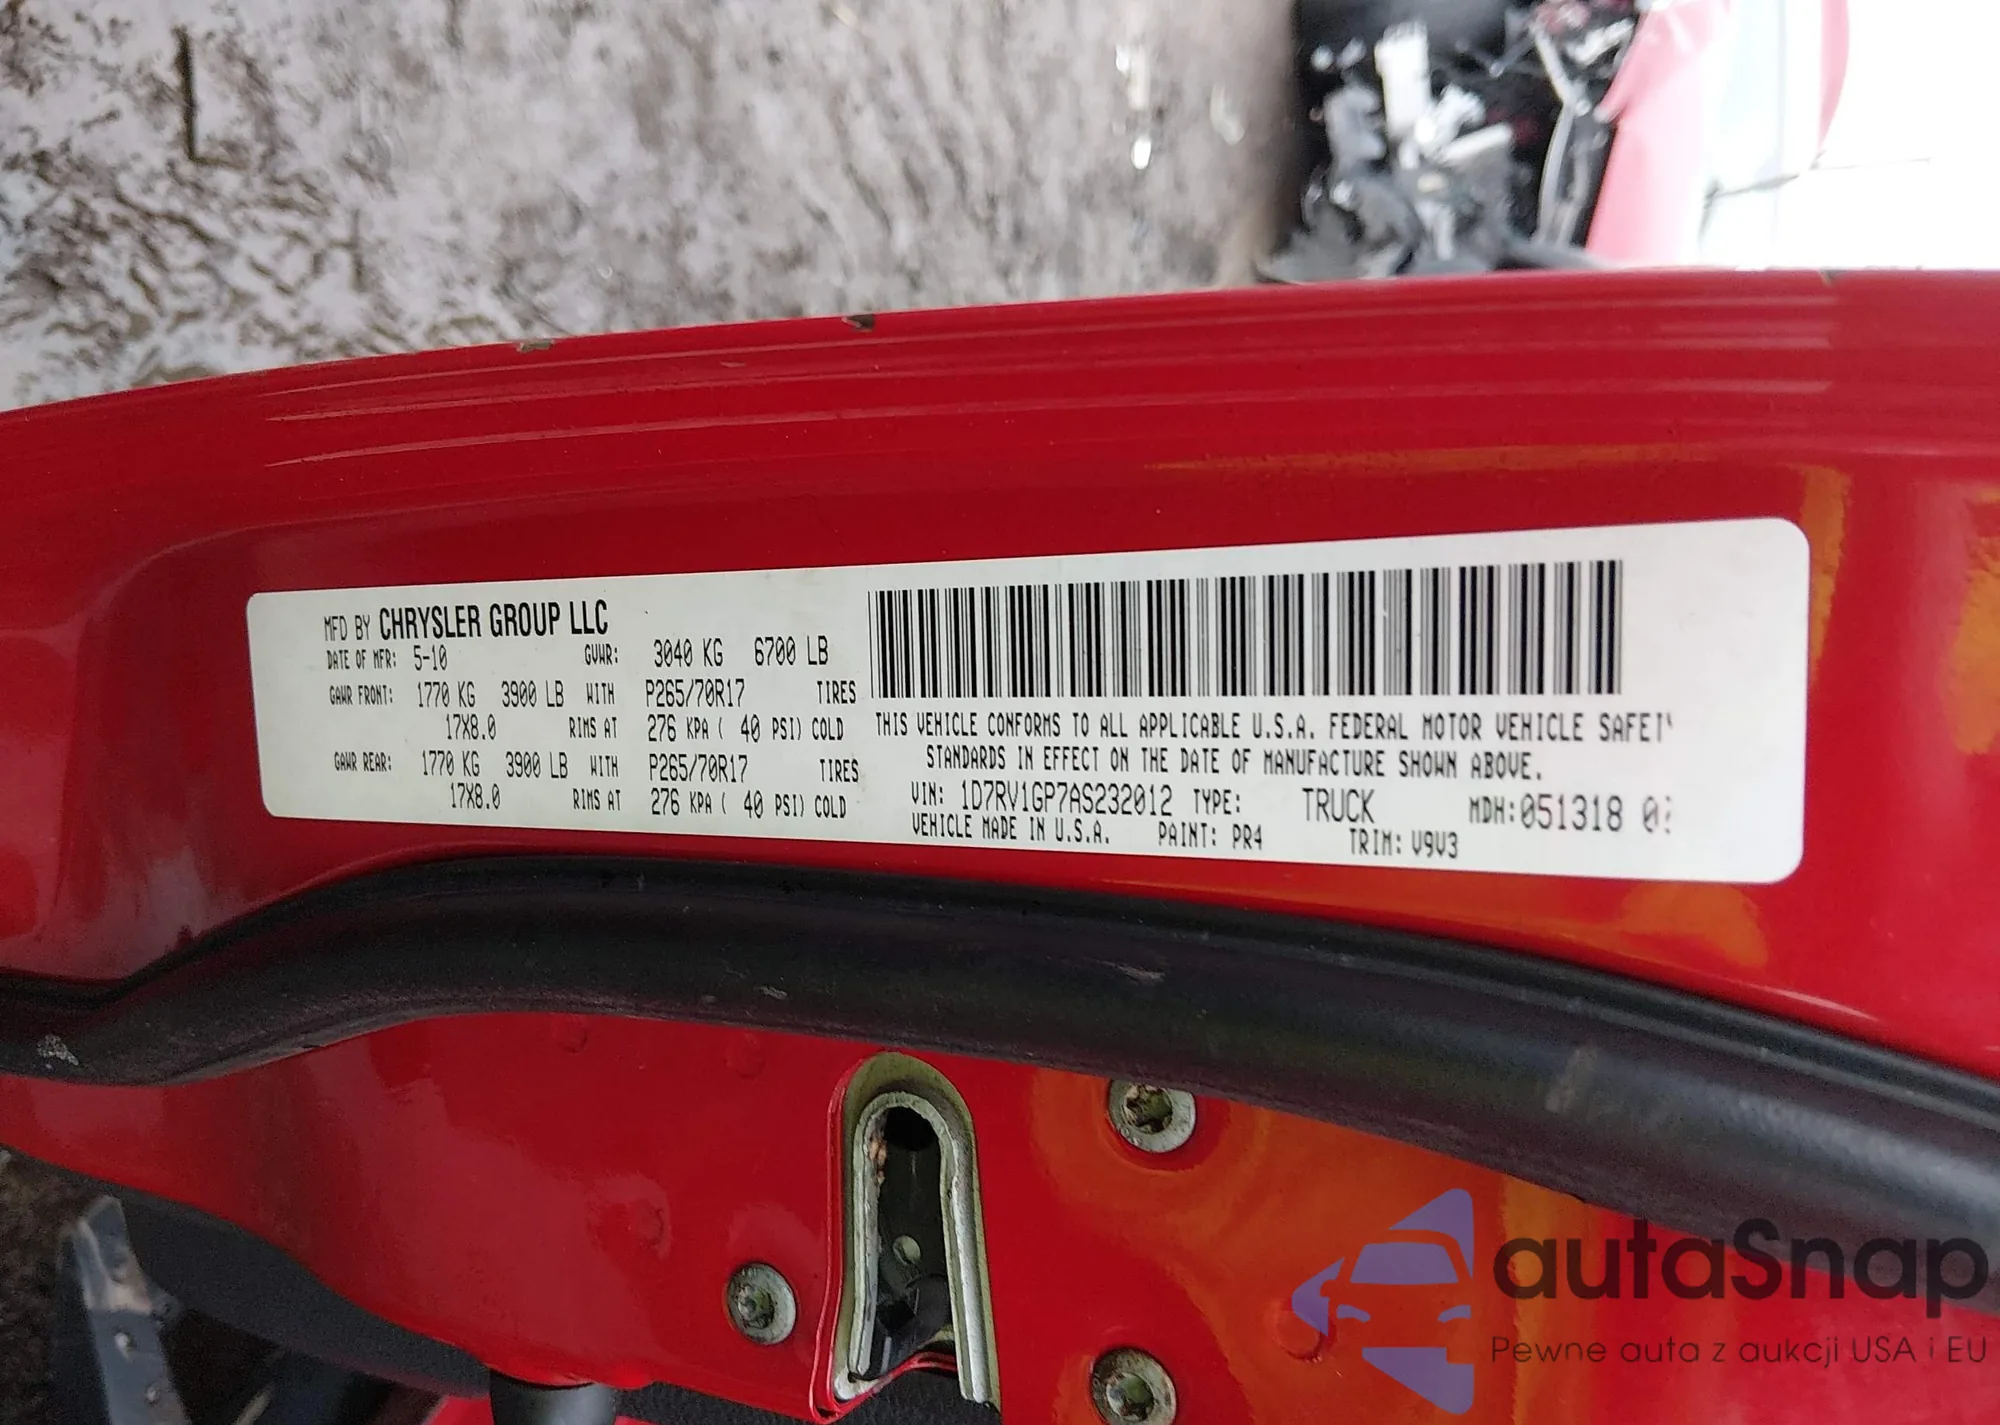 MFD BY CHRYSLER GROUP LLC
DATE OF MFR: 5-10 GVWR: 3040 KG 6700 LB
GAWR FRONT: 1770 KG 3900 LB WITH P265/70R17 TIRES
17X8.0 RIMS AT 276 KPA ( 40 PSI) COLD
GAWR REAR: 1770 KG 3900 LB WITH P265/70R17 TIRES
17X8.0 RIMS AT 276 KPA ( 40 PSI) COLD
THIS VEHICLE CONFORMS TO ALL APPLICABLE U.S.A. FEDERAL MOTOR VEHICLE
STANDARDS IN EFFECT ON THE DATE OF MANUFACTURE SHOWN ABOVE.
VIN: 1D7RV1GP7AS232012 TYPE: TRUCK MDH:051318
VEHICLE MADE IN U.S.A. PAINT: PR4 TRIM: V9V3
autaSnap
Pewne auta z aukcji USA i EU